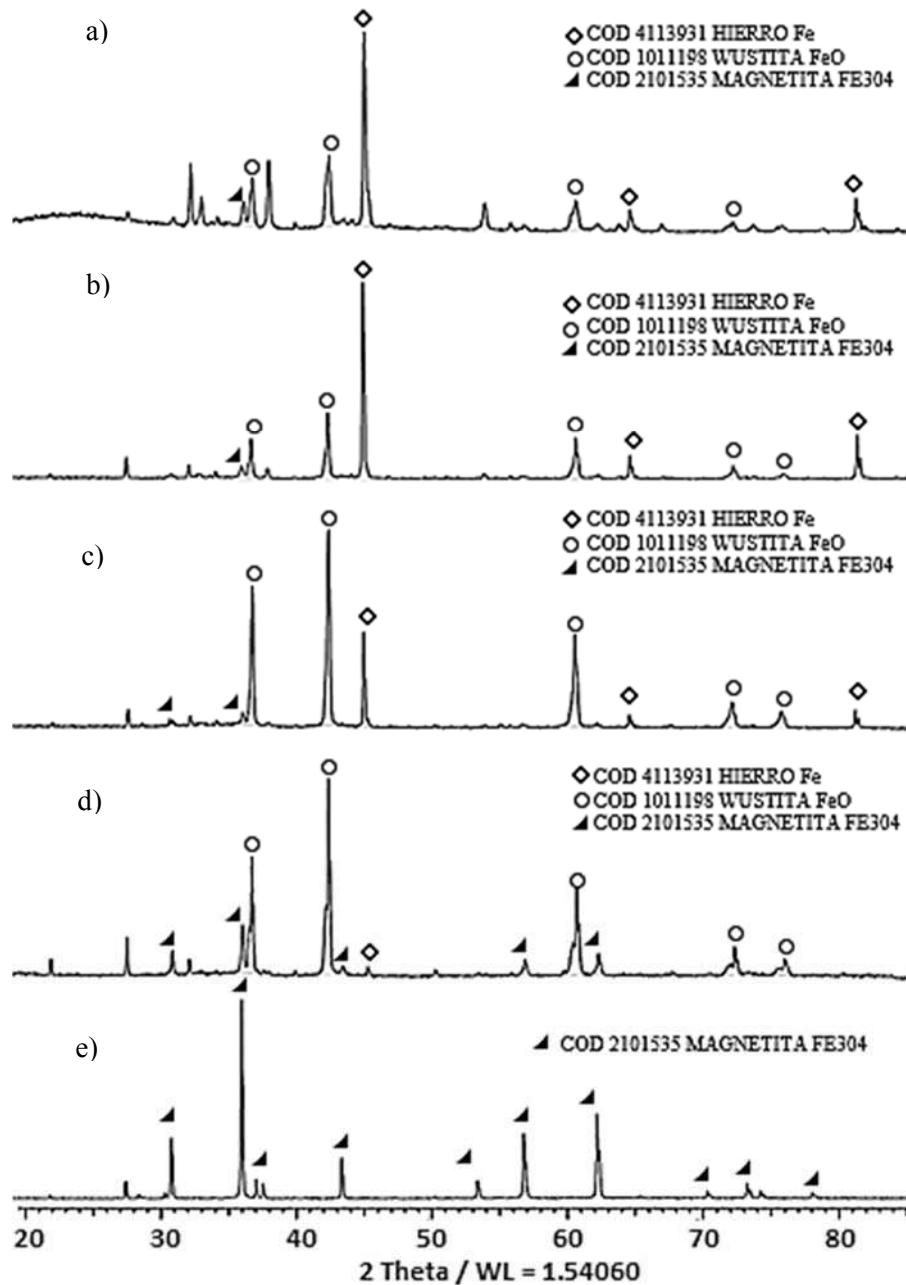 a)
COD 4113931 HIERRO Fe
COD 1011198 WUSTITA FeO
COD 2101535 MAGNETITA FE304
b)
COD 4113931 HIERRO Fe
COD 1011198 WUSTITA FeO
COD 2101535 MAGNETITA FE304
c)
COD 4113931 HIERRO Fe
COD 1011198 WUSTITA FeO
COD 2101535 MAGNETITA FE304
d)
COD 4113931 HIERRO Fe
COD 1011198 WUSTITA FeO
COD 2101535 MAGNETITA FE304
e)
COD 2101535 MAGNETITA FE304
20 30 40 50 60 70 80
2 Theta / WL = 1.54060